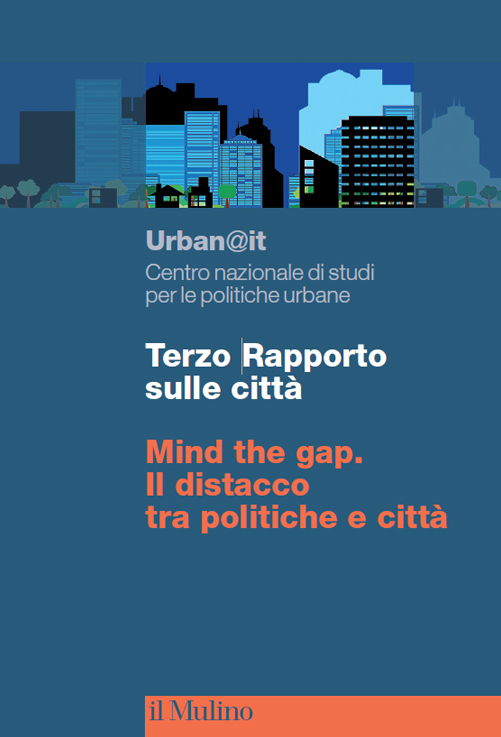 Urban@it
Centro nazionale di studi
per le politiche urbane
Terzo Rapporto
sulle città
Mind the gap.
Il distacco
tra politiche e città
il Mulino